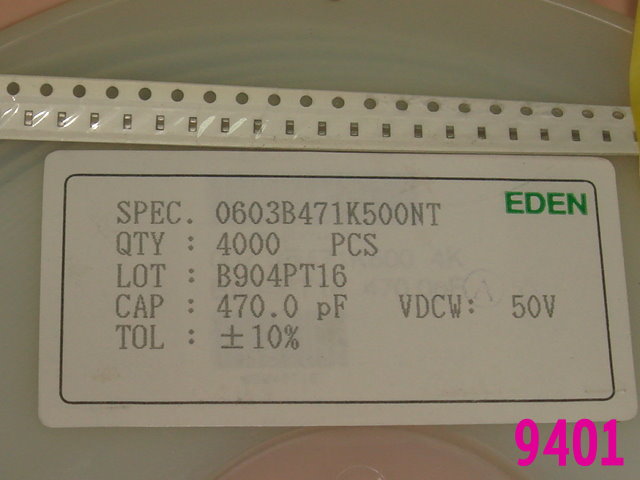 EDEN
SPEC. 0603B471K500NT
QTY : 4000 PCS
LOT : B904PT16
CAP : 470.0 pF VDCW: 50V
TOL : ±10%
9401